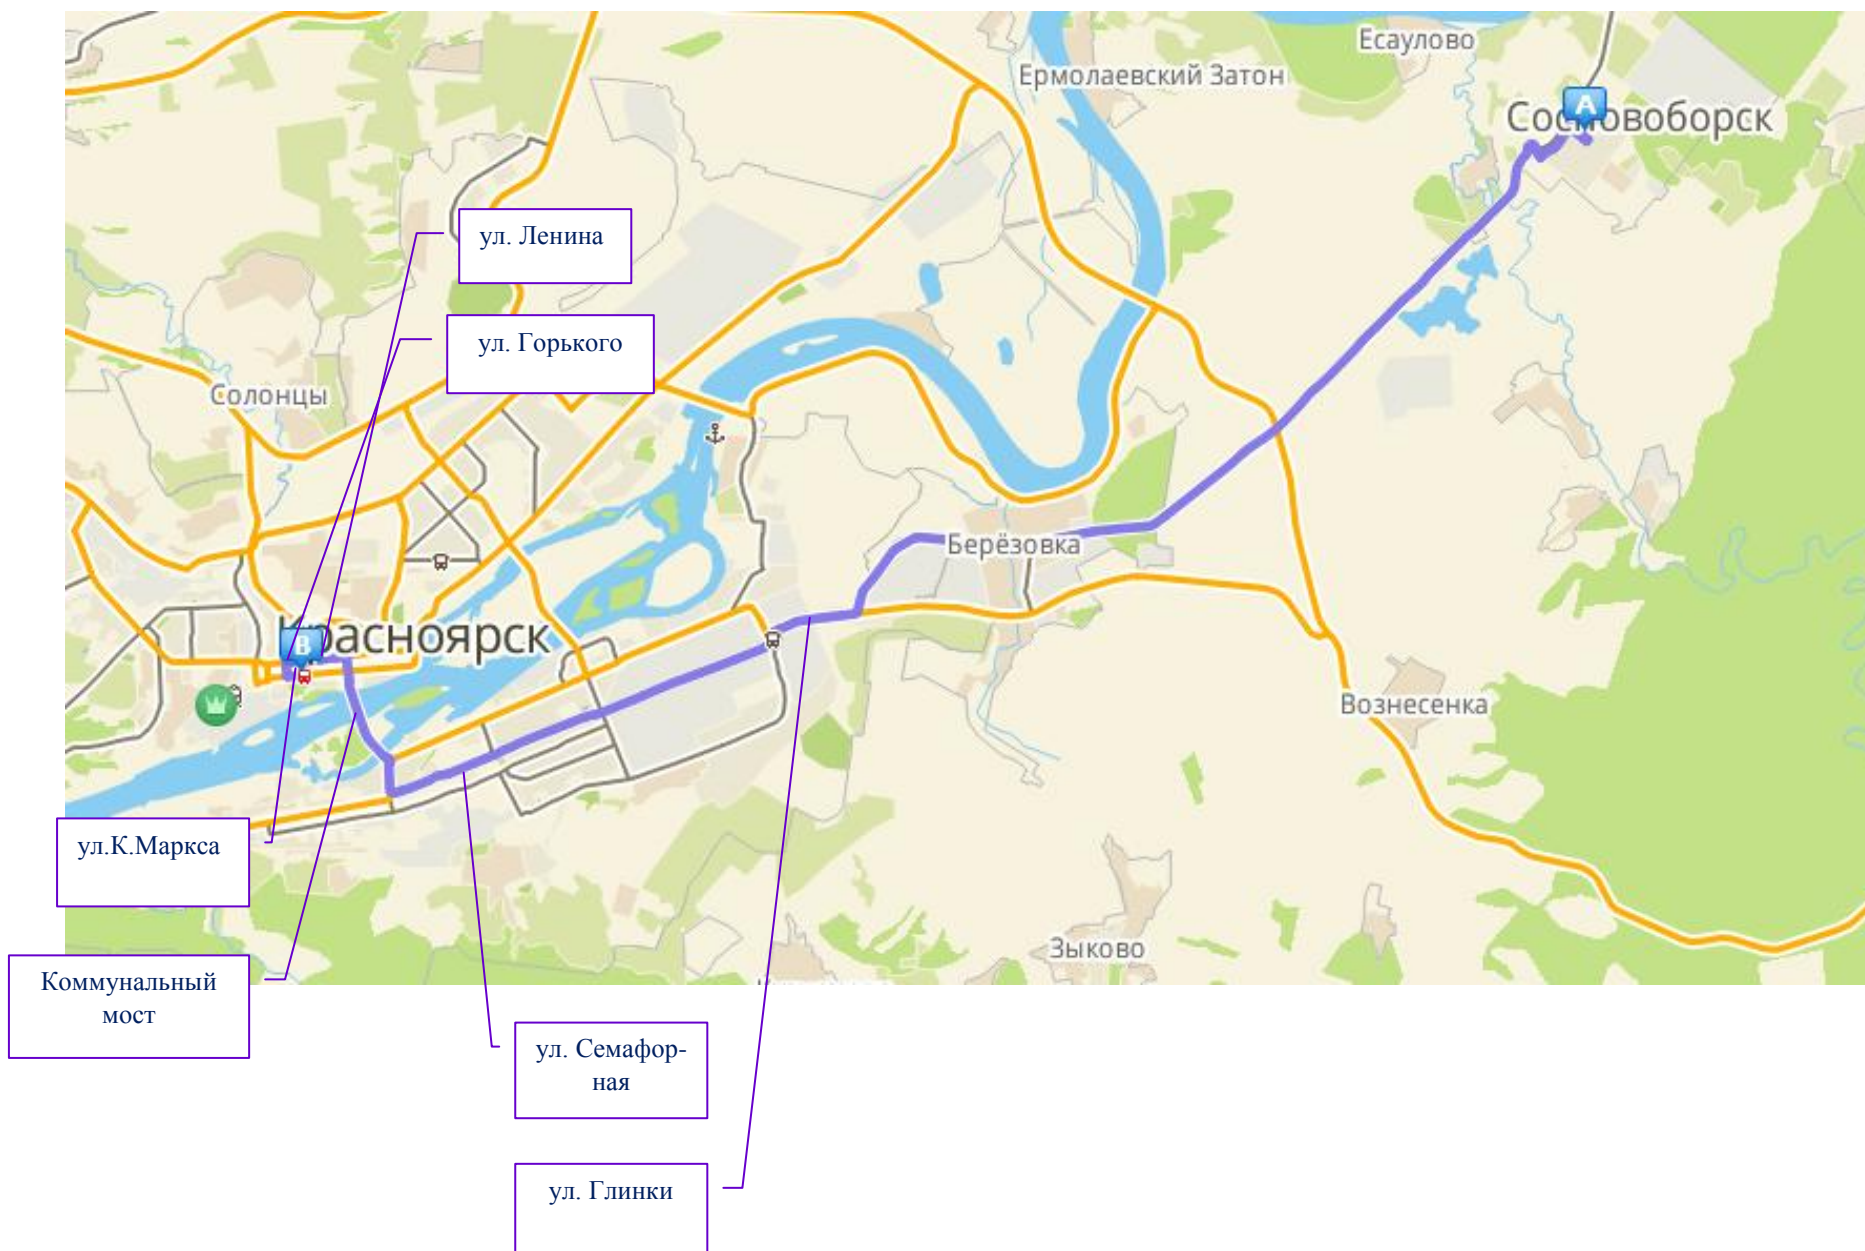 Есаулово
Ермолаевский Затон
A
Сосновоборск
ул. Ленина
ул. Горького
Солонцы
Берёзовка
Красноярск
B
Вознесенка
ул.К.Маркса
Зыково
Коммунальный
мост
ул. Семафор-
ная
ул. Глинки